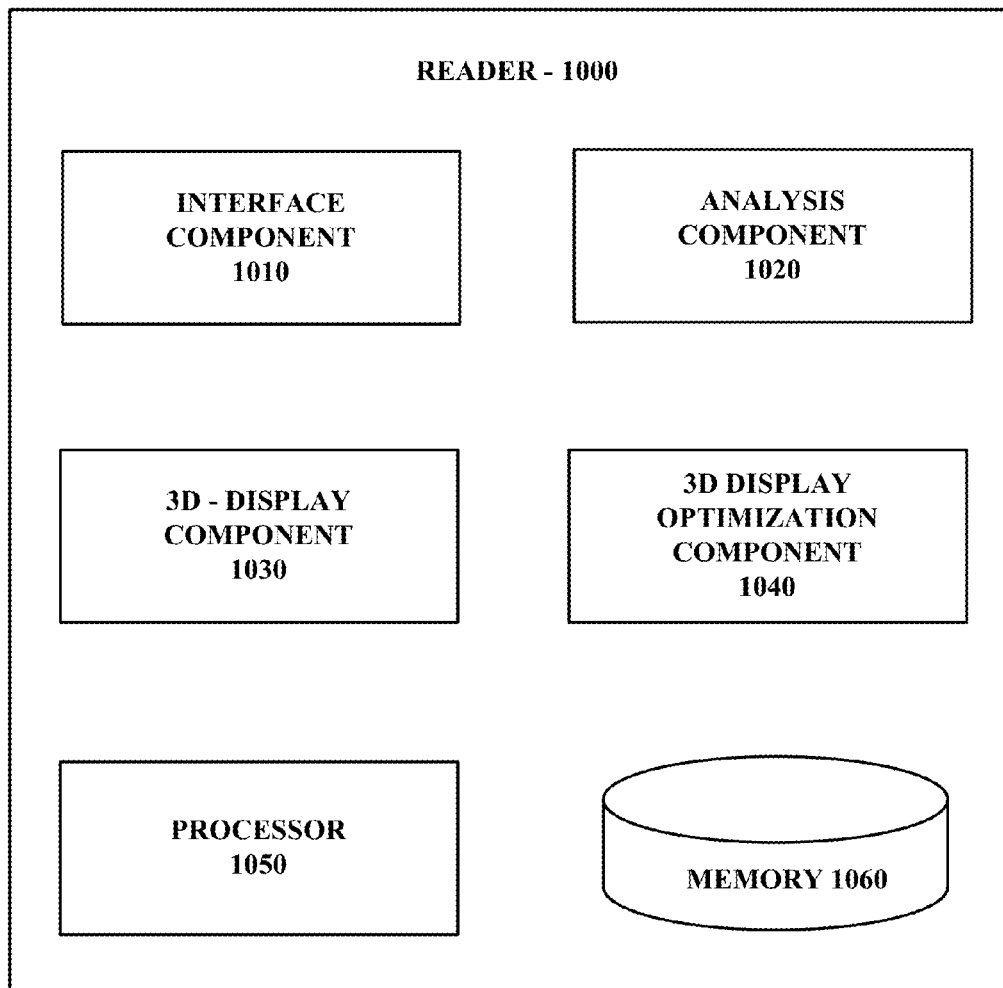 READER - 1000
INTERFACE
COMPONENT
1010
ANALYSIS
COMPONENT
1020
3D - DISPLAY
COMPONENT
1030
3D DISPLAY
OPTIMIZATION
COMPONENT
1040
PROCESSOR
1050
MEMORY 1060